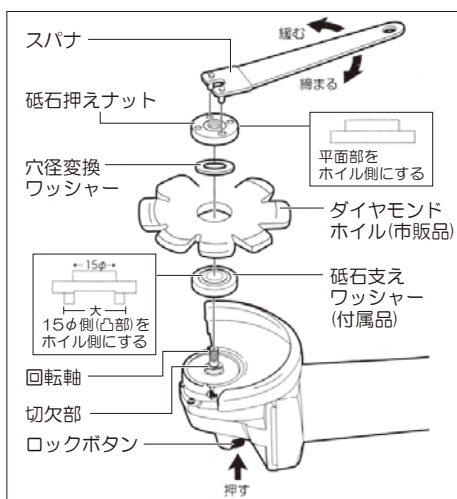 スパナ
緩む
締まる
砥石押えナット
平面部を
ホイル側にする
穴径変換
ワッシャー
ダイヤモンド
ホイル(市販品)
15φ
大
15φ側(凸部)を
ホイル側にする
砥石支え
ワッシャー
(付属品)
回転軸
切欠部
ロックボタン
押す